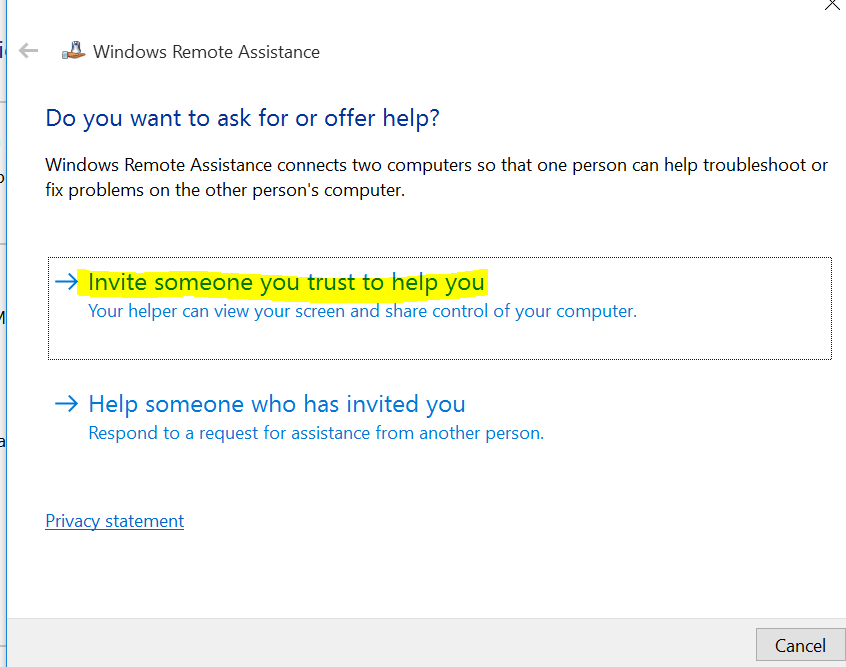 Windows Remote Assistance
Do you want to ask for or offer help?
Windows Remote Assistance connects two computers so that one person can help troubleshoot or
fix problems on the other person's computer.
Invite someone you trust to help you
Your helper can view your screen and share control of your computer.
Help someone who has invited you
Respond to a request for assistance from another person.
Privacy statement
Cancel